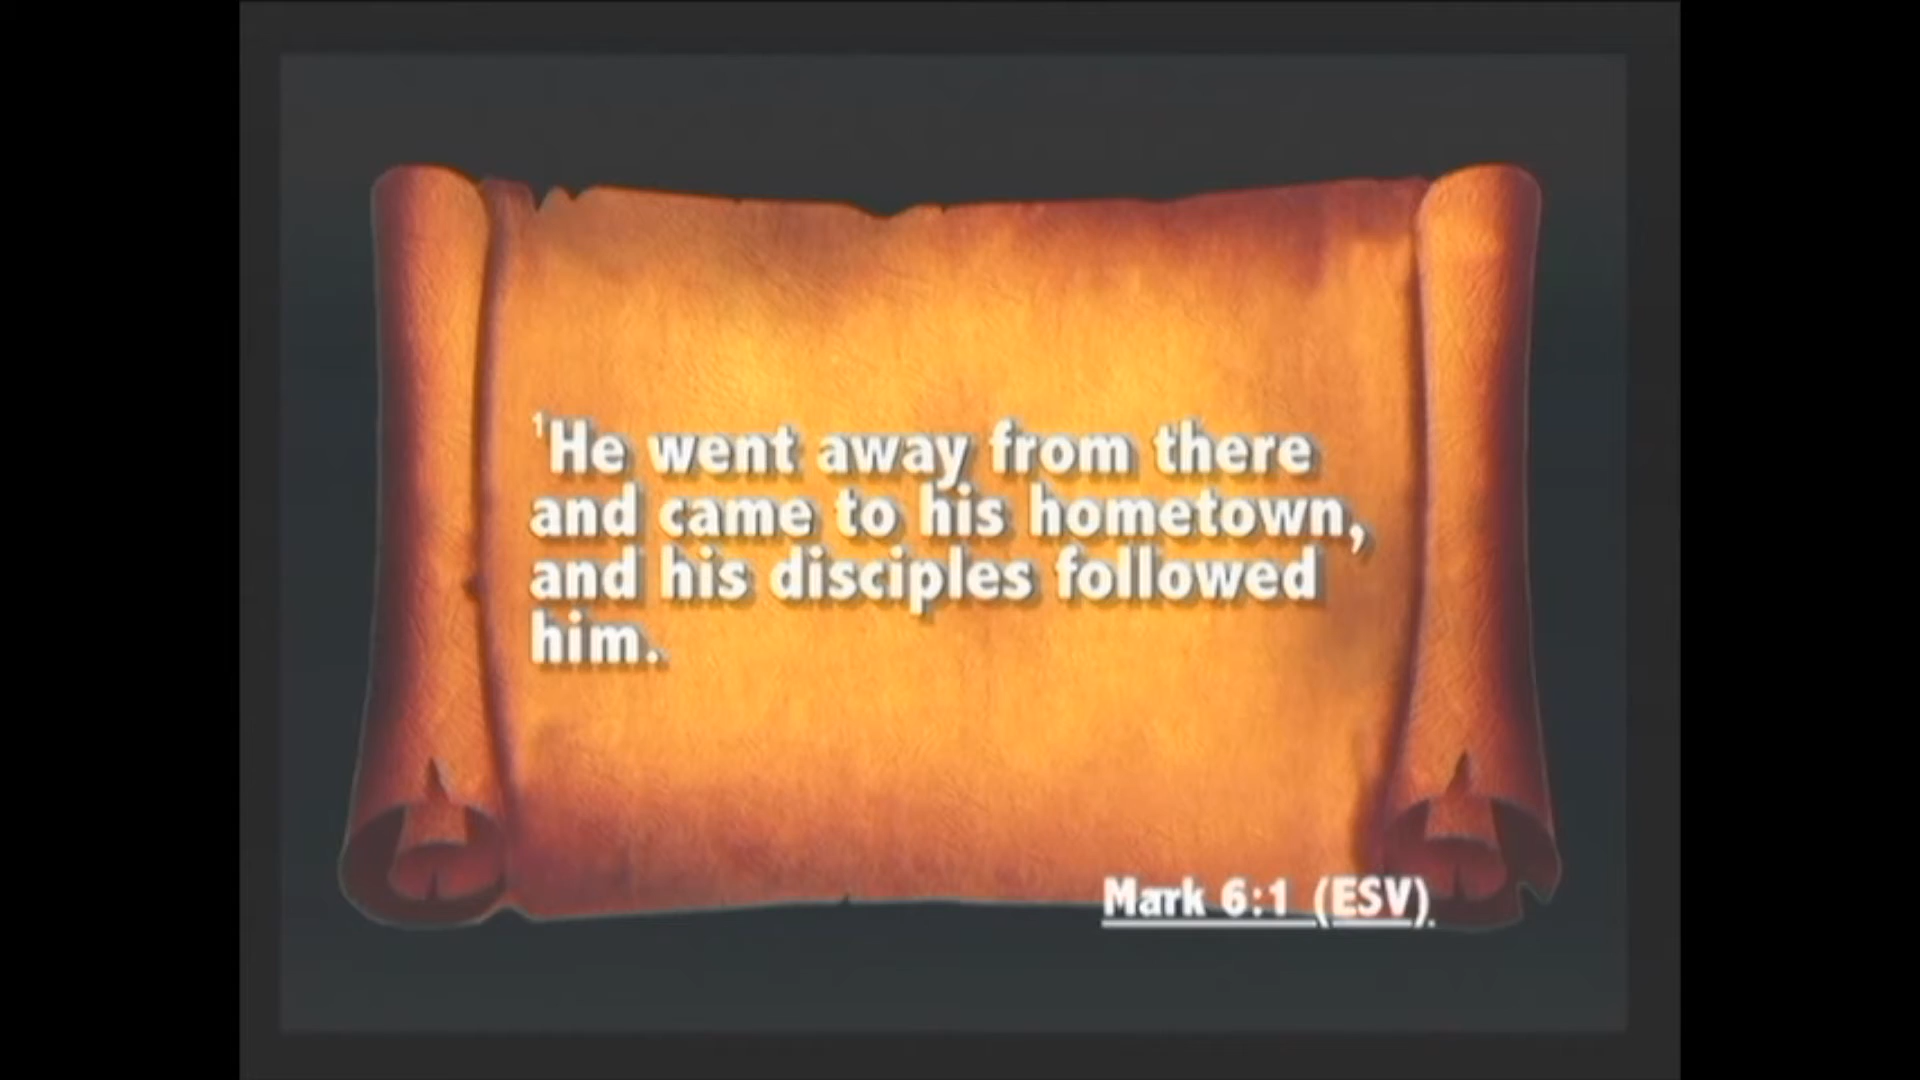 ¹He went away from there
and came to his hometown,
and his disciples followed
him.
Mark 6:1 (ESV).